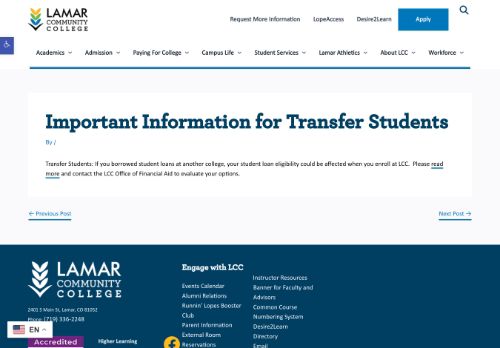 LAMAR
COMMUNITY
COLLEGE
Request More Information
LopeAccess
Desire2Learn
Apply
Academics
Admission
Paying For College
Campus Life
Student Services
Lamar Athletics
About LCC
Workforce
Important Information for Transfer Students
By /
Transfer Students: If you borrowed student loans at another college, your student loan eligibility could be affected when you enroll at LCC. Please read
more and contact the LCC Office of Financial Aid to evaluate your options.
← Previous Post
Next Post →
LAMAR
COMMUNITY
COLLEGE
2401 S Main St, Lamar, CO 81052
Phone: (719) 336-2248
EN
Accredited
Higher Learning
Engage with LCC
Events Calendar
Alumni Relations
Runnin' Lopes Booster
Club
Parent Information
External Room
Reservations
Instructor Resources
Banner for Faculty and
Advisors
Common Course
Numbering System
Desire2Learn
Directory
Email